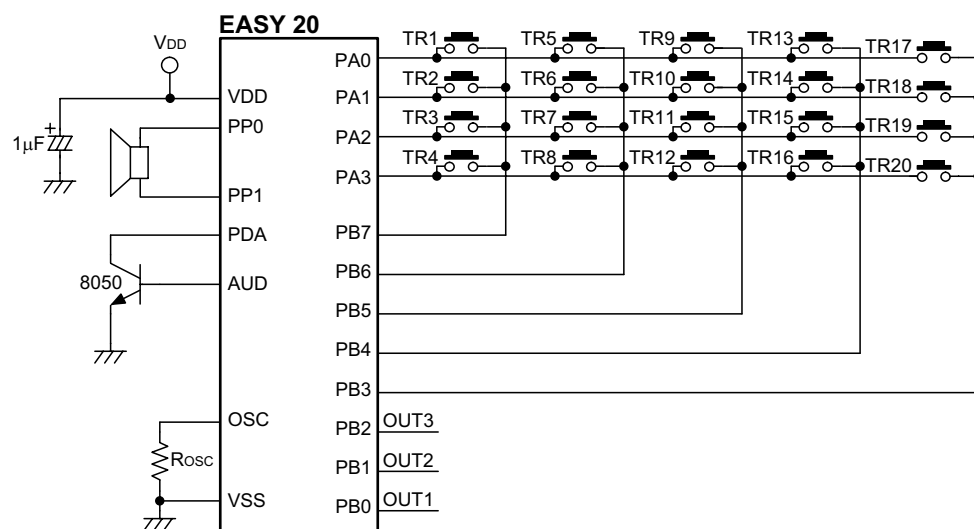 EASY 20
VDD
TR1 TR5 TR9 TR13 TR17
PA0
TR2 TR6 TR10 TR14 TR18
VDD PA1
1µF +
PP0
TR3 TR7 TR11 TR15 TR19
PA2
TR4 TR8 TR12 TR16 TR20
PA3
PP1
PDA PB7
8050 AUD PB6
PB5
PB4
PB3
OSC PB2 OUT3
ROSC
PB1 OUT2
VSS PB0 OUT1